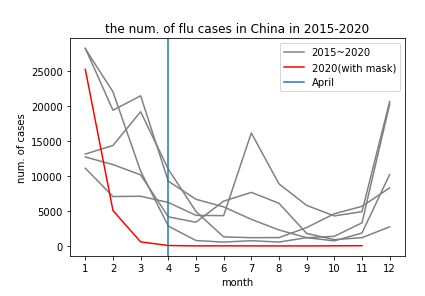 the num. of flu cases in China in 2015-2020
2015~2020
2020(with mask)
April
num. of cases
25000
20000
15000
10000
5000
0
1 2 3 4 5 6 7 8 9 10 11 12
month